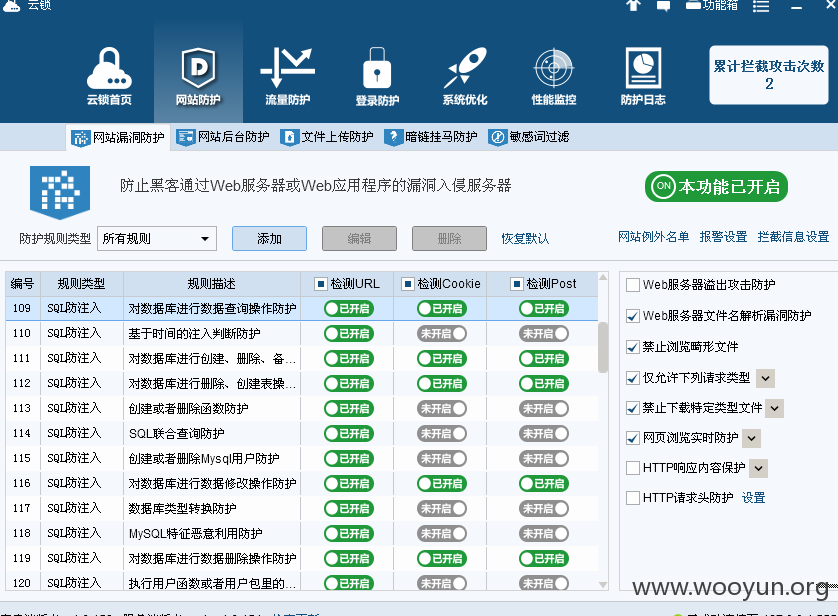 云锁
功能箱
云锁首页 网站防护 流量防护 登录防护 系统优化 性能监控 防护日志
累计拦截攻击次数
2
网站漏洞防护 网站后台防护 文件上传防护 暗链挂马防护 敏感词过滤
防止黑客通过Web服务器或Web应用程序的漏洞入侵服务器
ON 本功能已开启
防护规则类型 所有规则 添加 编辑 删除 恢复默认
网站例外名单 报警设置 拦截信息设置
编号 规则类型 规则描述 检测URL 检测Cookie 检测Post
109 SQL防注入 对数据库进行数据查询操作防护 已开启 已开启 已开启
110 SQL防注入 基于时间的注入判断防护 已开启 未开启 未开启
111 SQL防注入 对数据库进行创建、删除、备... 已开启 已开启 已开启
112 SQL防注入 对数据库进行删除、创建表操... 已开启 已开启 已开启
113 SQL防注入 创建或者删除函数防护 已开启 未开启 未开启
114 SQL防注入 SQL联合查询防护 已开启 未开启 未开启
115 SQL防注入 创建或者删除Mysql用户防护 已开启 未开启 未开启
116 SQL防注入 对数据库进行数据修改操作防护 已开启 已开启 已开启
117 SQL防注入 数据库类型转换防护 已开启 未开启 未开启
118 SQL防注入 MySQL特征恶意利用防护 已开启 未开启 未开启
119 SQL防注入 对数据库进行数据删除操作防护 已开启 已开启 已开启
120 SQL防注入 执行用户函数或者用户包里的... 已开启 未开启 未开启
Web服务器溢出攻击防护
Web服务器文件名解析漏洞防护
禁止浏览畸形文件
仅允许下列请求类型
禁止下载特定类型文件
网页浏览实时防护
HTTP响应内容保护
HTTP请求头防护 设置
www.wooyun.org